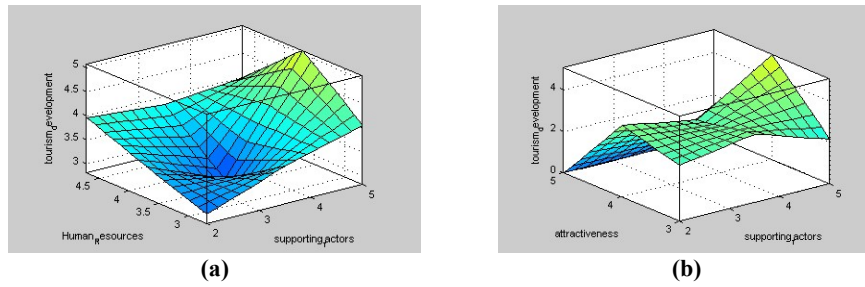 5
4.5
4
3.5
3
tourism_development
4.5
4
3.5
3
2
3
4
5
Human_Resources
supporting_factors
(a)
4
2
0
tourism_development
5
4
3
2
3
4
5
attractiveness
supporting_factors
(b)